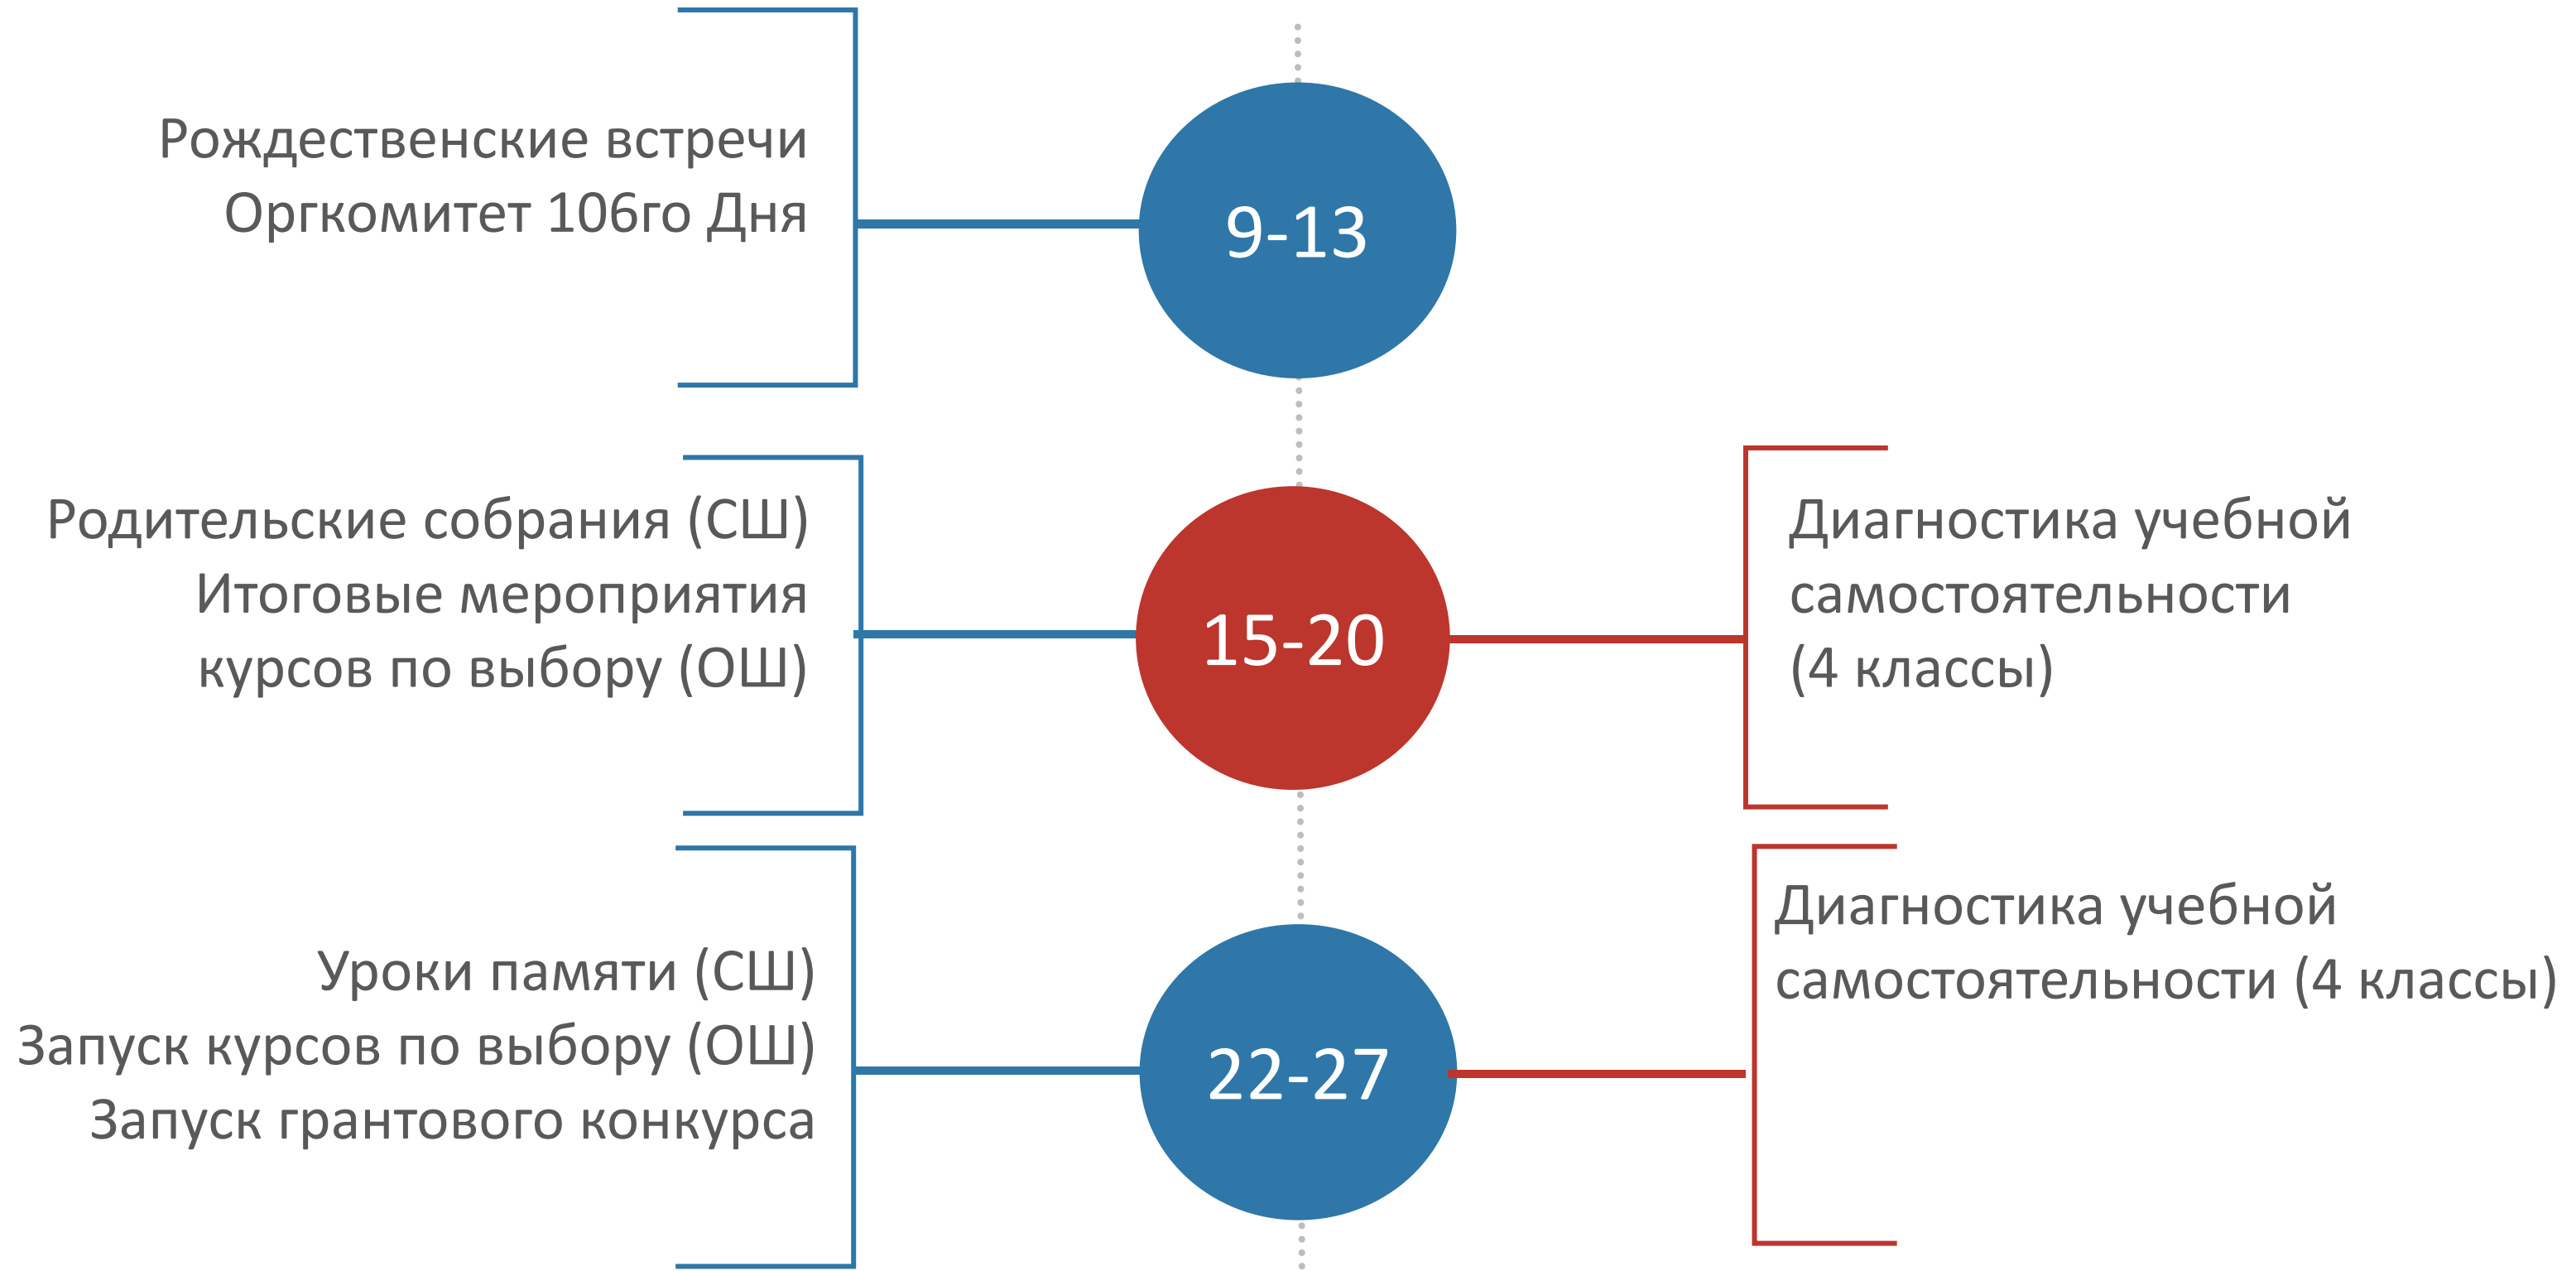 Рождественские встречи
Оргкомитет 106го Дня
9-13
Родительские собрания (СШ)
Итоговые мероприятия
курсов по выбору (ОШ)
15-20
Диагностика учебной
самостоятельности
(4 классы)
Уроки памяти (СШ)
Запуск курсов по выбору (ОШ)
Запуск грантового конкурса
22-27
Диагностика учебной
самостоятельности (4 классы)